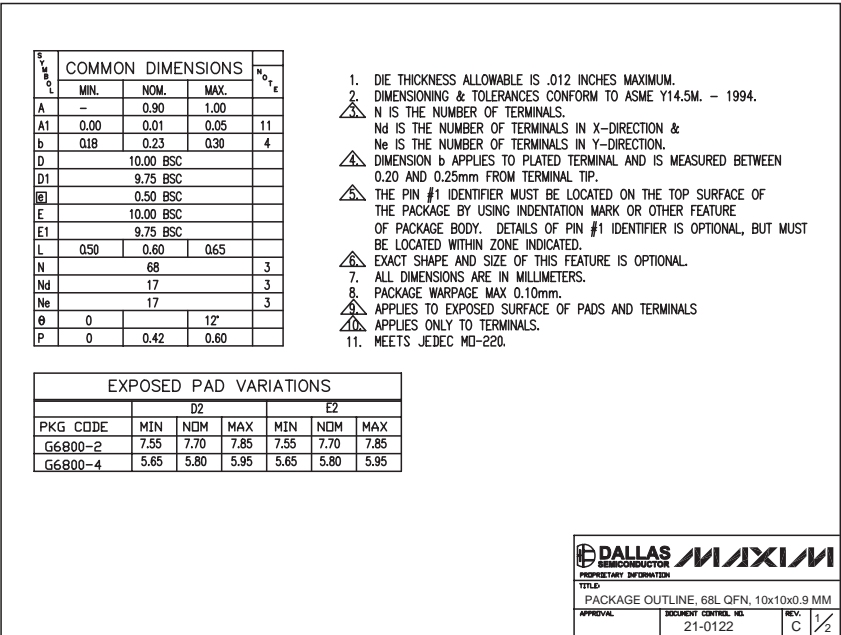 SYMBOL COMMON DIMENSIONS NOTE
MIN. NOM. MAX.
A – 0.90 1.00
A1 0.00 0.01 0.05 11
b 0.18 0.23 0.30 4
D 10.00 BSC
D1 9.75 BSC
e 0.50 BSC
E 10.00 BSC
E1 9.75 BSC
L 0.50 0.60 0.65
N 68 3
Nd 17 3
Ne 17 3
θ 0 12°
P 0 0.42 0.60
1. DIE THICKNESS ALLOWABLE IS .012 INCHES MAXIMUM.
2. DIMENSIONING & TOLERANCES CONFORM TO ASME Y14.5M. – 1994.
3. N IS THE NUMBER OF TERMINALS.
Nd IS THE NUMBER OF TERMINALS IN X-DIRECTION &
Ne IS THE NUMBER OF TERMINALS IN Y-DIRECTION.
4. DIMENSION b APPLIES TO PLATED TERMINAL AND IS MEASURED BETWEEN
0.20 AND 0.25mm FROM TERMINAL TIP.
5. THE PIN #1 IDENTIFIER MUST BE LOCATED ON THE TOP SURFACE OF
THE PACKAGE BY USING INDENTATION MARK OR OTHER FEATURE
OF PACKAGE BODY. DETAILS OF PIN #1 IDENTIFIER IS OPTIONAL, BUT MUST
BE LOCATED WITHIN ZONE INDICATED.
6. EXACT SHAPE AND SIZE OF THIS FEATURE IS OPTIONAL.
7. ALL DIMENSIONS ARE IN MILLIMETERS.
8. PACKAGE WARPAGE MAX 0.10mm.
9. APPLIES TO EXPOSED SURFACE OF PADS AND TERMINALS
10. APPLIES ONLY TO TERMINALS.
11. MEETS JEDEC MO-220.
EXPOSED PAD VARIATIONS
D2 E2
PKG CODE MIN NOM MAX MIN NOM MAX
G6800-2 7.55 7.70 7.85 7.55 7.70 7.85
G6800-4 5.65 5.80 5.95 5.65 5.80 5.95
DALLAS SEMICONDUCTOR MAXIM
PROPRIETARY INFORMATION
TITLE:
PACKAGE OUTLINE, 68L QFN, 10x10x0.9 MM
APPROVAL DOCUMENT CONTROL NO. REV.
21-0122 C 1/2